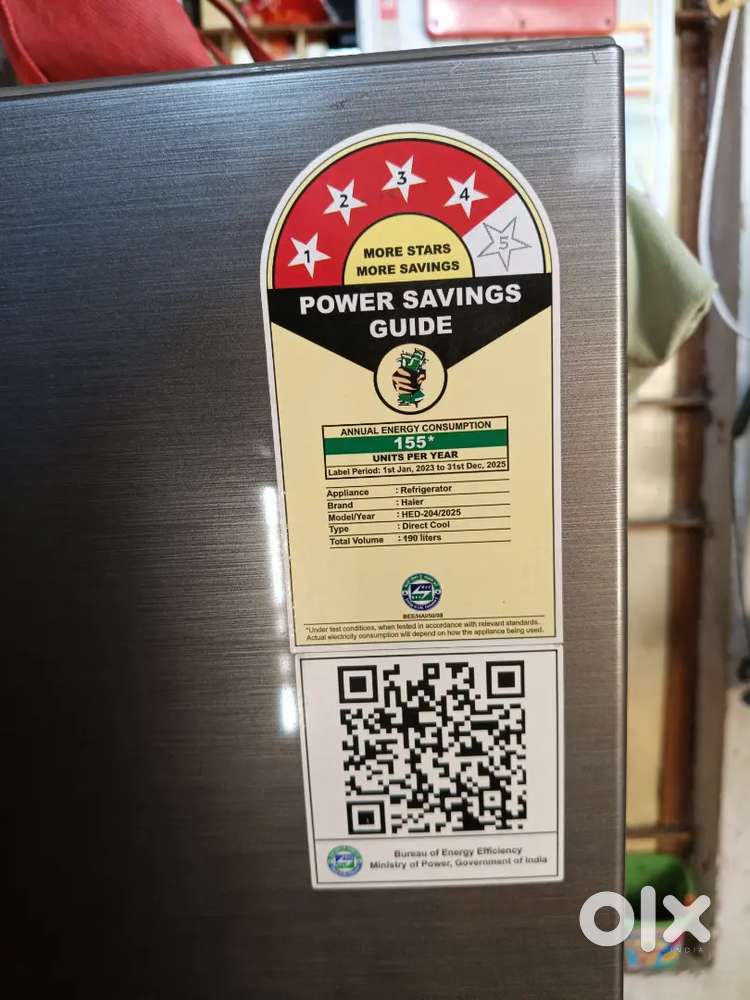 1 2 3 4 5
MORE STARS
MORE SAVINGS
POWER SAVINGS
GUIDE
ANNUAL ENERGY CONSUMPTION
155*
UNITS PER YEAR
Label Period: 1st Jan, 2023 to 31st Dec, 2025
Appliance : Refrigerator
Brand : Haier
Model/Year : HED-204/2025
Type : Direct Cool
Total Volume : 190 liters
*Under test conditions, when tested in accordance with relevant standards.
Actual electricity consumption will depend on how the appliance being used.
Bureau of Energy Efficiency
Ministry of Power, Government of India
olx
INDIA